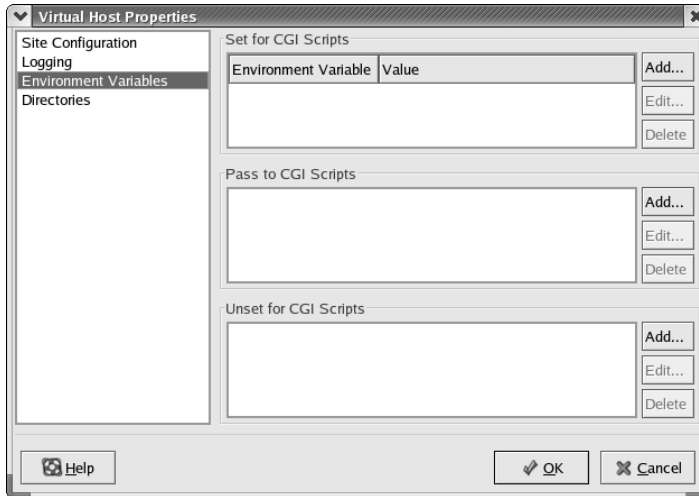 Virtual Host Properties
Site Configuration
Logging
Environment Variables
Directories
Set for CGI Scripts
Environment Variable Value
Add...
Edit...
Delete
Pass to CGI Scripts
Add...
Edit...
Delete
Unset for CGI Scripts
Add...
Edit...
Delete
Help
OK
Cancel